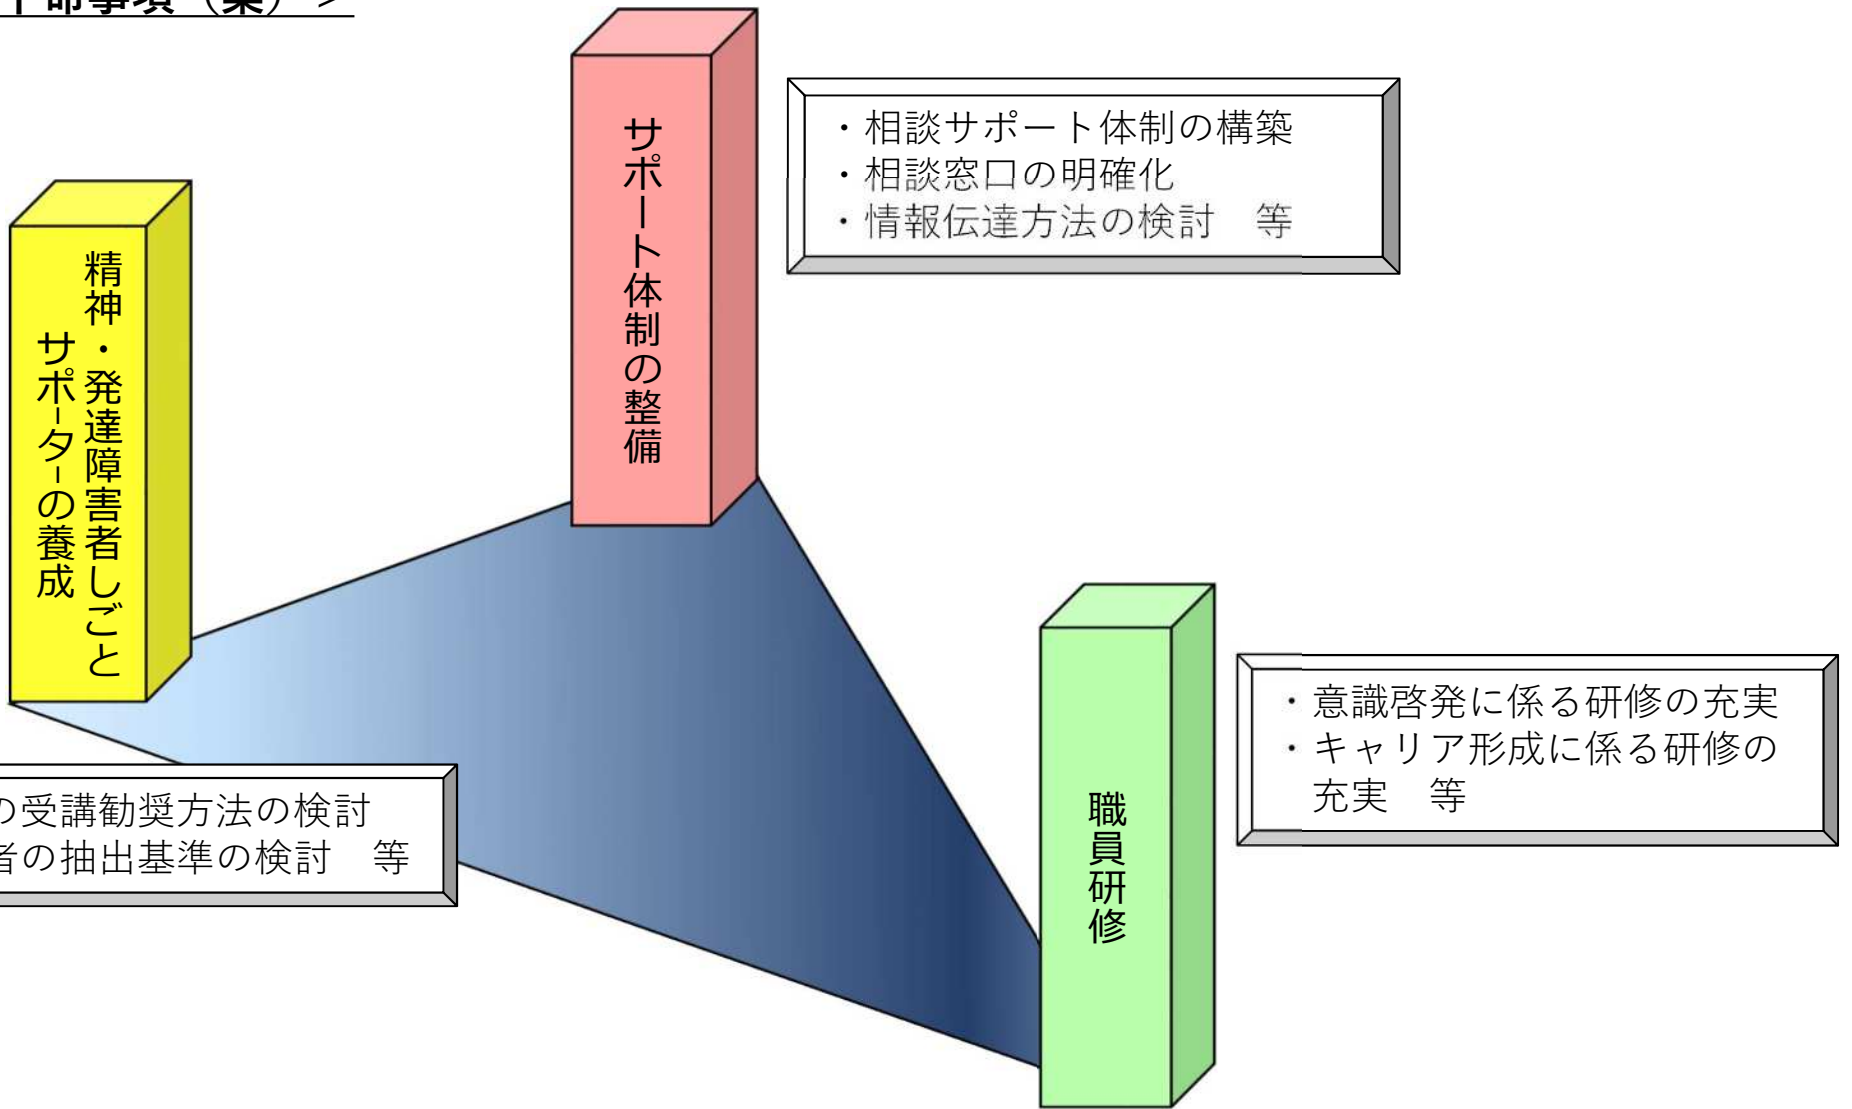 事項（案）＞
サポート体制の整備
・相談サポート体制の構築
・相談窓口の明確化
・情報伝達方法の検討　等
精神・発達障害者しごと
サポーターの養成
の受講勧奨方法の検討
者の抽出基準の検討　等
職員研修
・意識啓発に係る研修の充実
・キャリア形成に係る研修の
充実　等